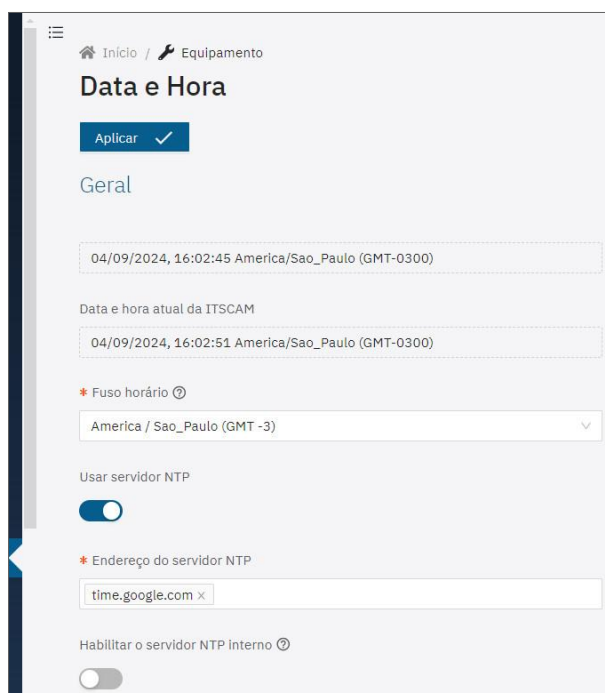 Início / Equipamento
Data e Hora
Aplicar
Geral
04/09/2024, 16:02:45 America/Sao_Paulo (GMT-0300)
Data e hora atual da ITSCAM
04/09/2024, 16:02:51 America/Sao_Paulo (GMT-0300)
* Fuso horário
America / Sao_Paulo (GMT -3)
Usar servidor NTP
* Endereço do servidor NTP
time.google.com ×
Habilitar o servidor NTP interno